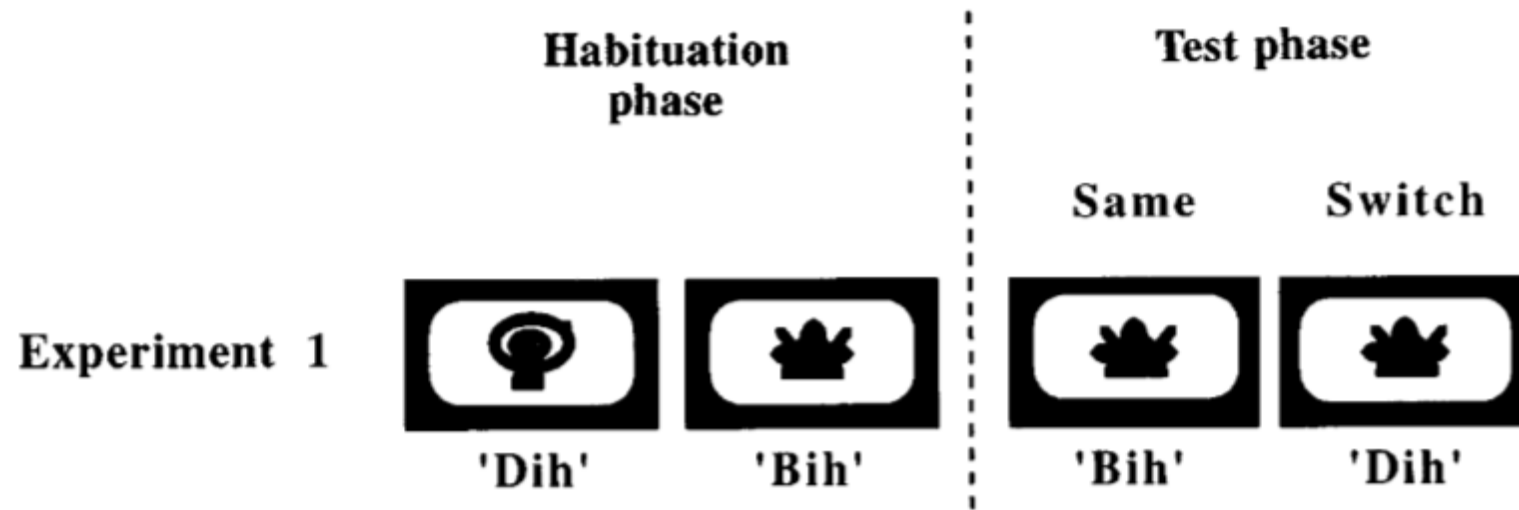 Habituation
phase
Test phase
Same Switch
Experiment 1
'Dih' 'Bih' 'Bih' 'Dih'